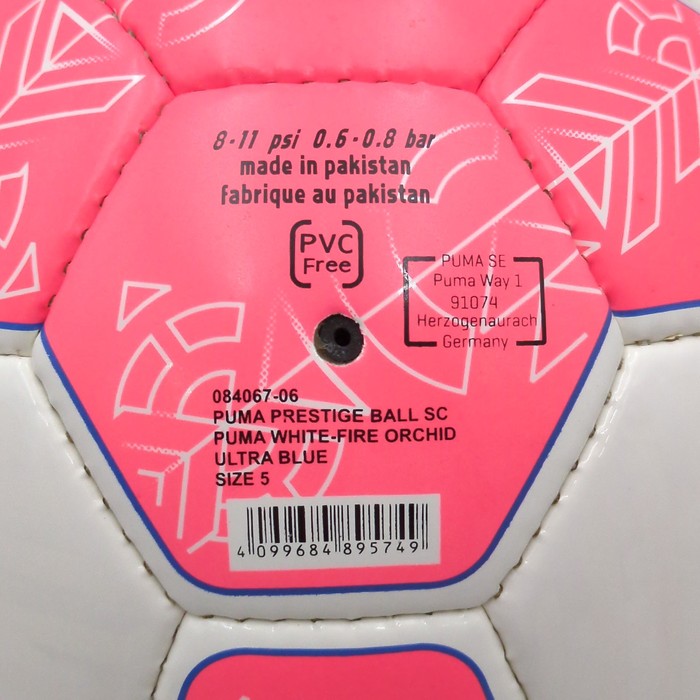 8-11 psi 0.6-0.8 bar
made in pakistan
fabrique au pakistan
PVC
Free
PUMA SE
Puma Way 1
91074
Herzogenaurach
Germany
084067-06
PUMA PRESTIGE BALL SC
PUMA WHITE-FIRE ORCHID
ULTRA BLUE
SIZE 5
4 099684 895749